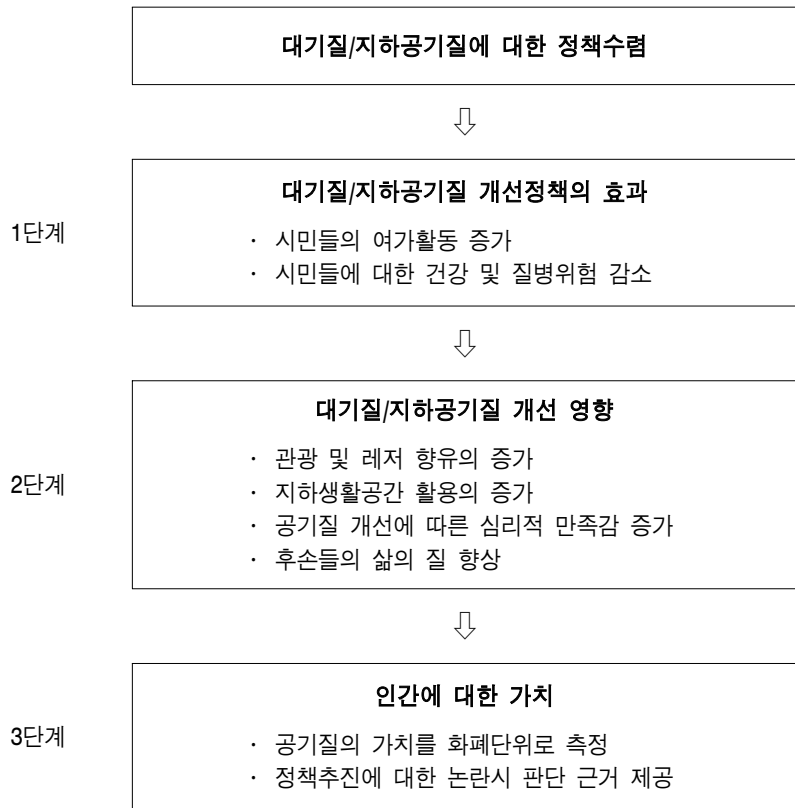 대기질/지하공기질에 대한 정책수렴
⇩
1단계
대기질/지하공기질 개선정책의 효과
· 시민들의 여가활동 증가
· 시민들에 대한 건강 및 질병위험 감소
⇩
2단계
대기질/지하공기질 개선 영향
· 관광 및 레저 향유의 증가
· 지하생활공간 활용의 증가
· 공기질 개선에 따른 심리적 만족감 증가
· 후손들의 삶의 질 향상
⇩
3단계
인간에 대한 가치
· 공기질의 가치를 화폐단위로 측정
· 정책추진에 대한 논란시 판단 근거 제공